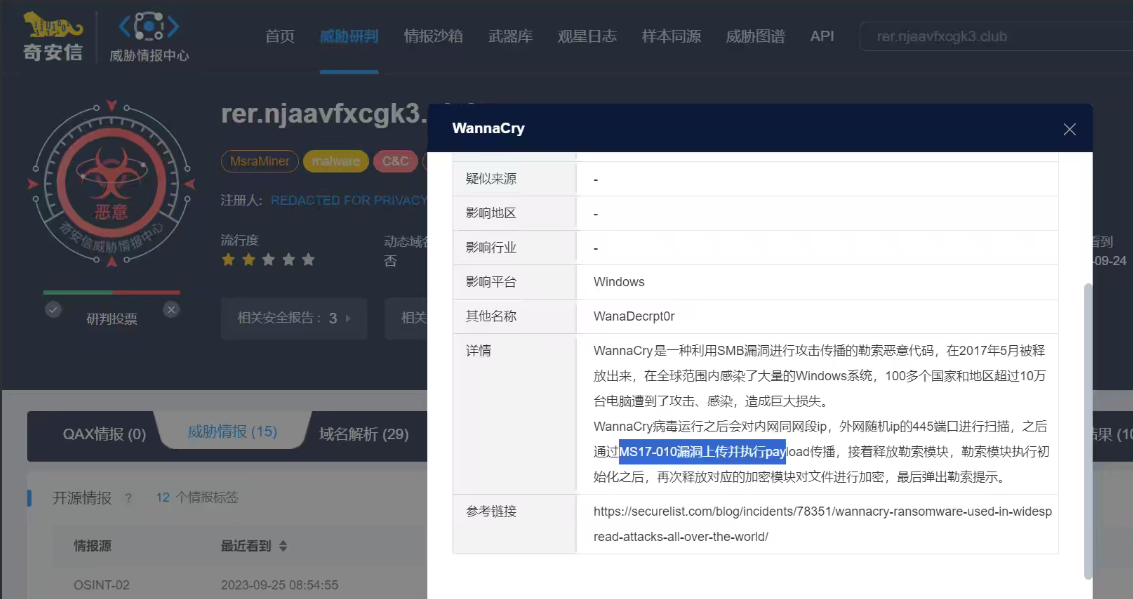 奇安信
威胁情报中心
首页 威胁研判 情报沙箱 武器库 观星日志 样本同源 威胁图谱 API
rer.njaavfxcgk3.club
rer.njaavfxcgk3.
MsraMiner malware C&C
注册人: REDACTED FOR PRIVACY
流行度
动态域名
否
看到
-09-24
恶意
奇安信威胁情报中心
研判投票
相关安全报告: 3
相关
QAX情报 (0) 威胁情报 (15) 域名解析 (29)
结果 (10
开源情报 ? 12 个情报标签
情报源 最近看到
OSINT-02 2023-09-25 08:54:55
WannaCry
疑似来源 -
影响地区 -
影响行业 -
影响平台 Windows
其他名称 WanaDecrpt0r
详情 WannaCry是一种利用SMB漏洞进行攻击传播的勒索恶意代码，在2017年5月被释
放出来，在全球范围内感染了大量的Windows系统，100多个国家和地区超过10万
台电脑遭到了攻击、感染，造成巨大损失。
WannaCry病毒运行之后会对内网同网段ip，外网随机ip的445端口进行扫描，之后
通过MS17-010漏洞上传并执行payload传播，接着释放勒索模块，勒索模块执行初
始化之后，再次释放对应的加密模块对文件进行加密，最后弹出勒索提示。
参考链接 https://securelist.com/blog/incidents/78351/wannacry-ransomware-used-in-widesp
read-attacks-all-over-the-world/